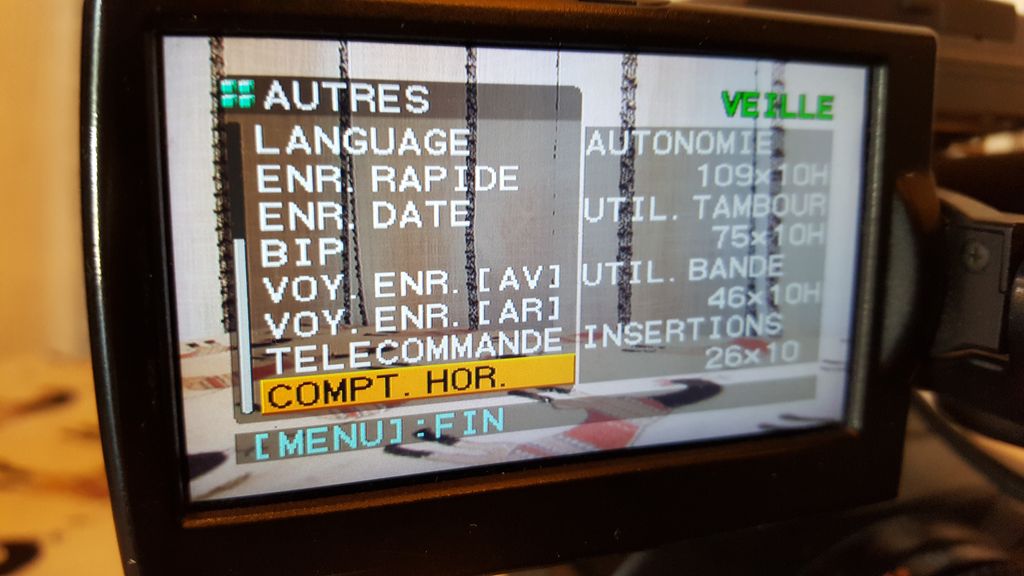 AUTRES
VEILLE
LANGUAGE
ENR. RAPIDE
ENR. DATE
BIP
VOY. ENR. [AV]
VOY. ENR. [AR]
TELECOMMANDE
COMPT. HOR.
[MENU]:FIN
AUTONOMIE
109x10H
UTIL. TAMBOUR
75x10H
UTIL. BANDE
46x10H
INSERTIONS
26x10